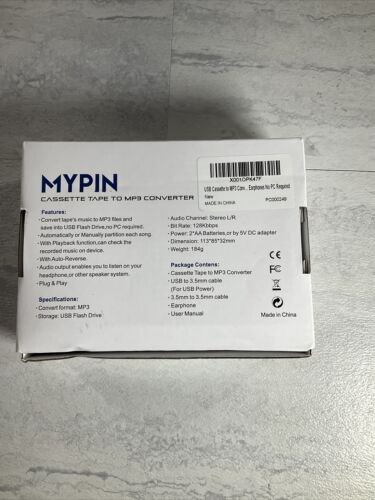 X001OPK47F
USB Cassette to MP3 Conv... Earphones No PC Required
New
MADE IN CHINA
PC000249
MYPIN
CASSETTE TAPE TO MP3 CONVERTER
Features:
·Convert tape's music to MP3 files and
save into USB Flash Drive,no PC required.
·Automatically or Manually partition each song.
·With Playback function,can check the
recorded music on device.
·With Auto-Reverse.
·Audio output enables you to listen on your
headphone,or other speaker system.
·Plug & Play
Specifications:
·Convert format: MP3
·Storage: USB Flash Drive
·Audio Channel: Stereo L/R
·Bit Rate: 128Kbbps
·Power: 2*AA Batteries,or by 5V DC adapter
·Dimension: 113*85*32mm
·Weight: 184g
Package Contens:
·Cassette Tape to MP3 Converter
·USB to 3.5mm cable
(For USB Power)
·3.5mm to 3.5mm cable
·Earphone
·User Manual
CE
FC
Made in China